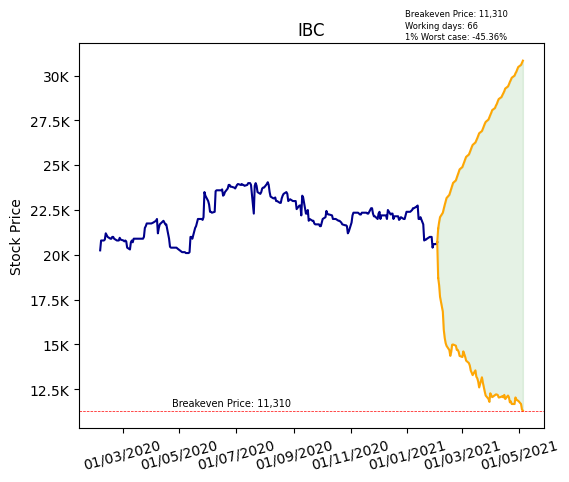 Breakeven Price: 11,310
Working days: 66
1% Worst case: -45.36%
IBC
Stock Price
30K
27.5K
25K
22.5K
20K
17.5K
15K
12.5K
Breakeven Price: 11,310
01/03/2020
01/05/2020
01/07/2020
01/09/2020
01/11/2020
01/01/2021
01/03/2021
01/05/2021